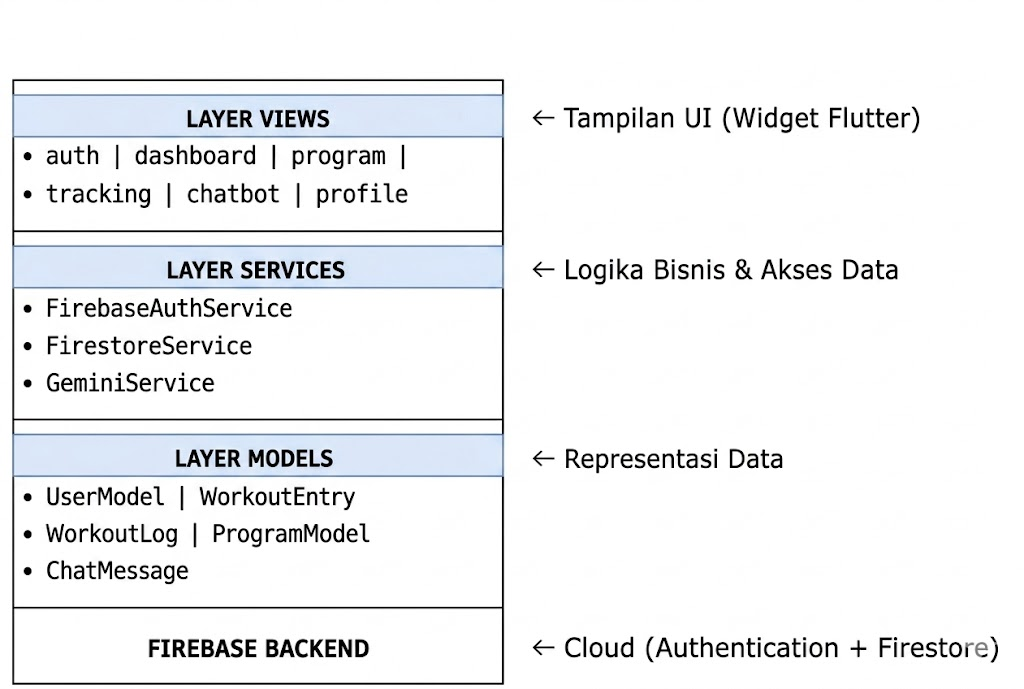 LAYER VIEWS ← Tampilan UI (Widget Flutter)
• auth | dashboard | program |
• tracking | chatbot | profile
LAYER SERVICES ← Logika Bisnis & Akses Data
• FirebaseAuthService
• FirestoreService
• GeminiService
LAYER MODELS ← Representasi Data
• UserModel | WorkoutEntry
• WorkoutLog | ProgramModel
• ChatMessage
FIREBASE BACKEND ← Cloud (Authentication + Firestore)